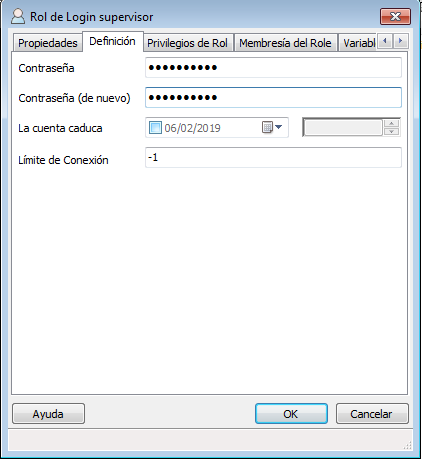 Rol de Login supervisor
Propiedades Definición Privilegios de Rol Membresía del Role Variabl
Contraseña ●●●●●●●●●●
Contraseña (de nuevo) ●●●●●●●●●●
La cuenta caduca 06/02/2019
Límite de Conexión -1
Ayuda OK Cancelar